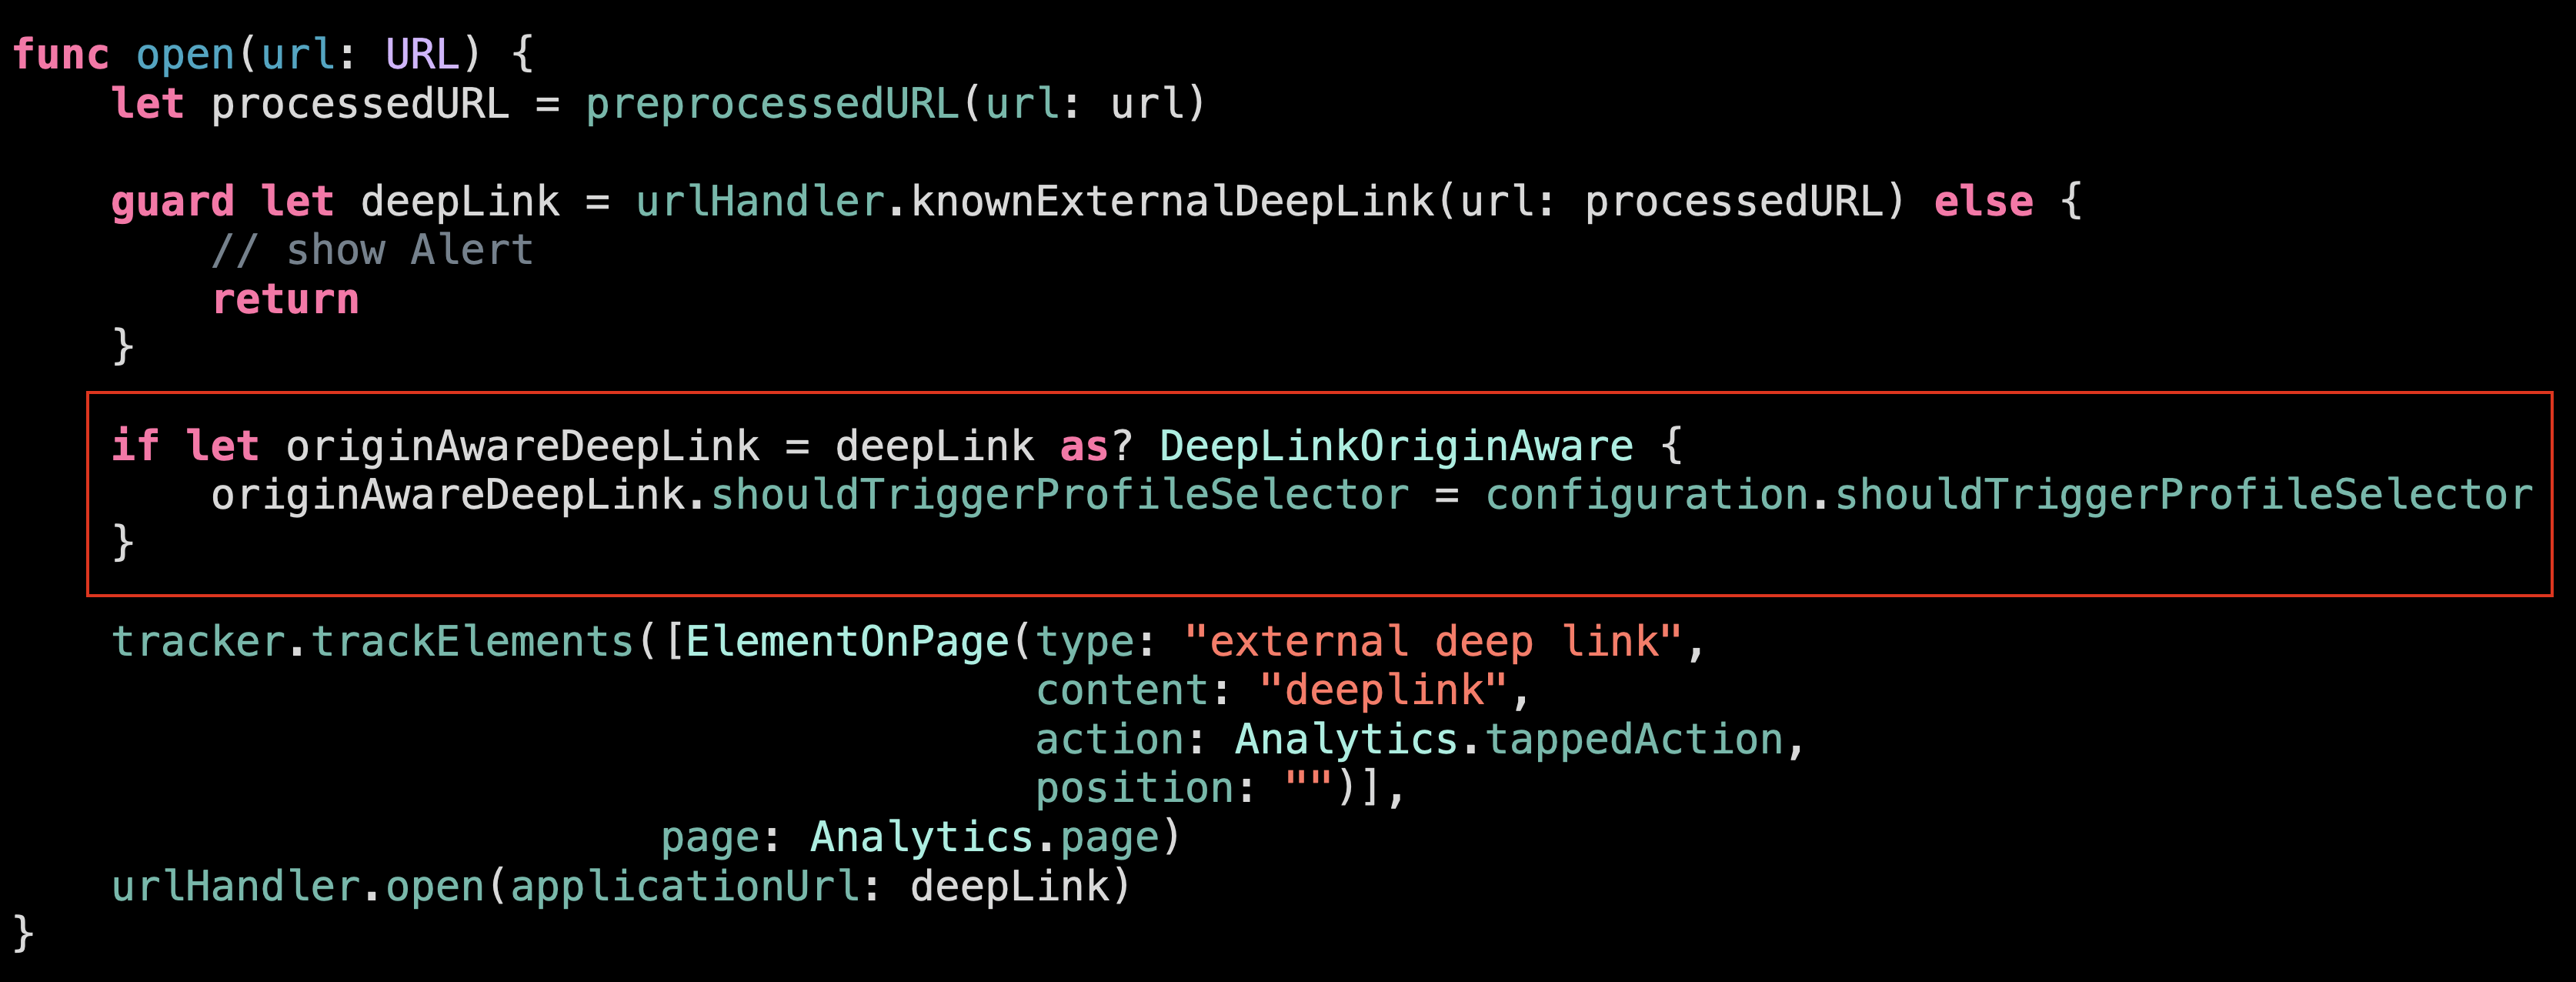 func open(url: URL) {
    let processedURL = preprocessedURL(url: url)

    guard let deepLink = urlHandler.knownExternalDeepLink(url: processedURL) else {
        // show Alert
        return
    }

    if let originAwareDeepLink = deepLink as? DeepLinkOriginAware {
        originAwareDeepLink.shouldTriggerProfileSelector = configuration.shouldTriggerProfileSelector
    }

    tracker.trackElements([ElementOnPage(type: "external deep link",
                                         content: "deeplink",
                                         action: Analytics.tappedAction,
                                         position: "")],
                          page: Analytics.page)
    urlHandler.open(applicationUrl: deepLink)
}